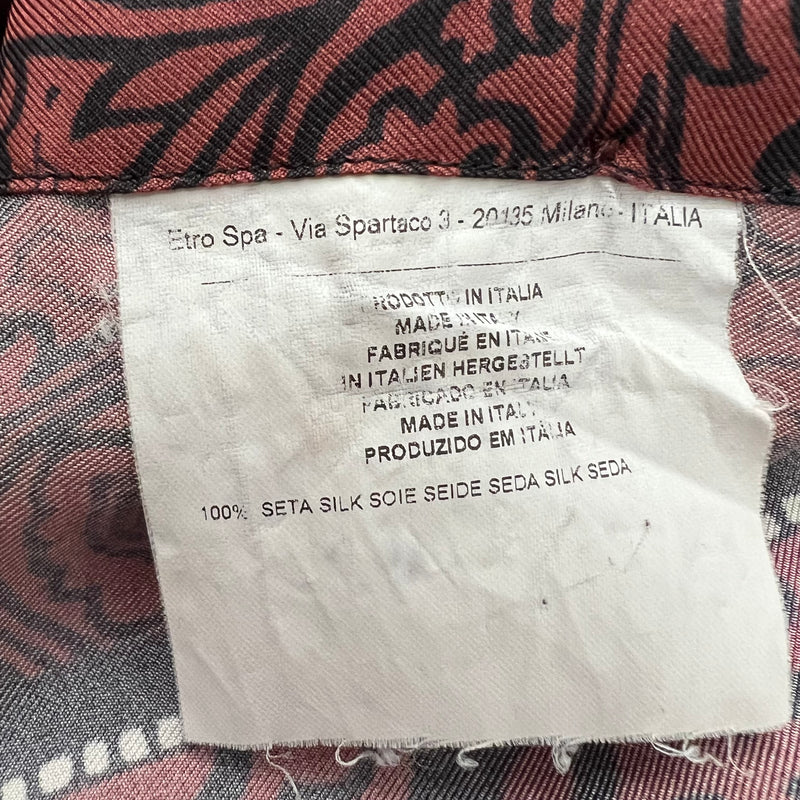 Etro Spa - Via Spartaco 3 - 20135 Milano - ITALIA
PRODOTTO IN ITALIA
MADE IN ITALY
FABRIQUÉ EN ITALIE
IN ITALIEN HERGESTELLT
FABRICADO EN ITALIA
MADE IN ITALY
PRODUZIDO EM ITÁLIA
100% SETA SILK SOIE SEIDE SEDA SILK SEDA